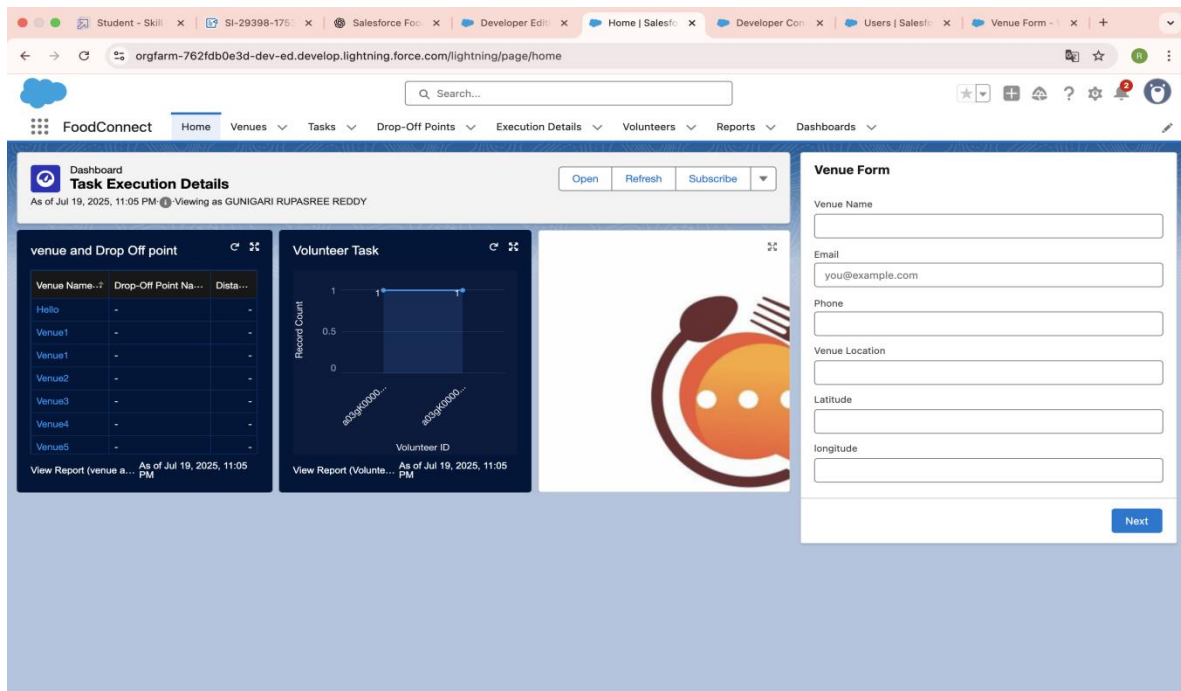 Student - Skill
SI-29398-175
Salesforce Foo
Developer Editi
Home | Salesfo
Developer Con
Users | Salesfo
Venue Form -
orgfarm-762fdb0e3d-dev-ed.develop.lightning.force.com/lightning/page/home
R
Search...
2
FoodConnect
Home
Venues
Tasks
Drop-Off Points
Execution Details
Volunteers
Reports
Dashboards
Dashboard
Task Execution Details
As of Jul 19, 2025, 11:05 PM·Viewing as GUNIGARI RUPASREE REDDY
Open
Refresh
Subscribe
venue and Drop Off point
Venue Name..↑ Drop-Off Point Na... Dista...
Hello - -
Venue1 - -
Venue1 - -
Venue2 - -
Venue3 - -
Venue4 - -
Venue5 - -
View Report (venue a... As of Jul 19, 2025, 11:05 PM
Volunteer Task
Record Count
1
0.5
0
1
1
a03gK0000...
a03gK0000...
Volunteer ID
View Report (Volunte... As of Jul 19, 2025, 11:05 PM
Venue Form
Venue Name
Email
you@example.com
Phone
Venue Location
Latitude
longitude
Next